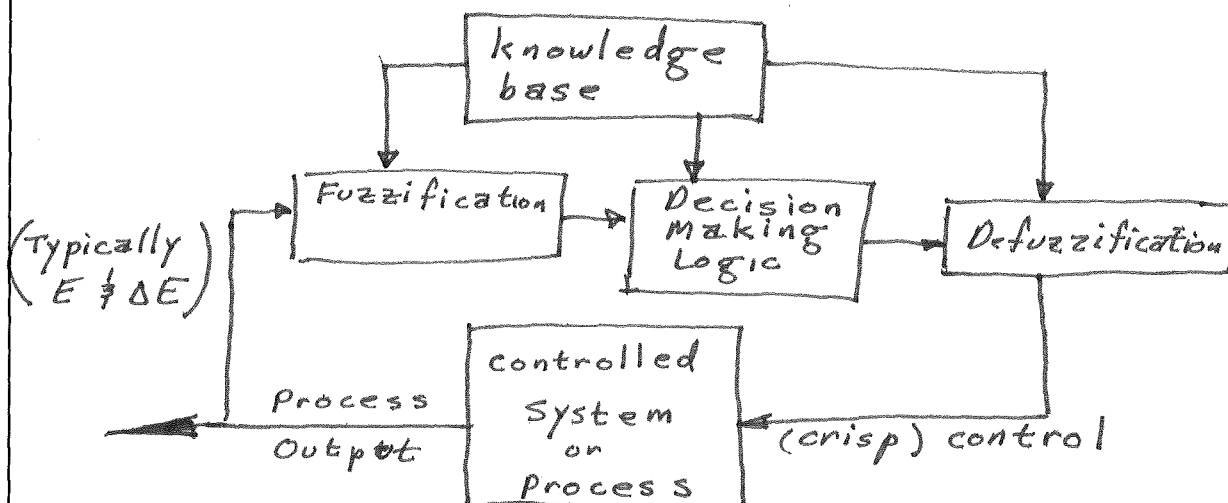 knowledge
base
Fuzzification
Decision
Making
Logic
Defuzzification
(Typically
E & ΔE)
controlled
System
or
Process
Process
Output
(crisp) control